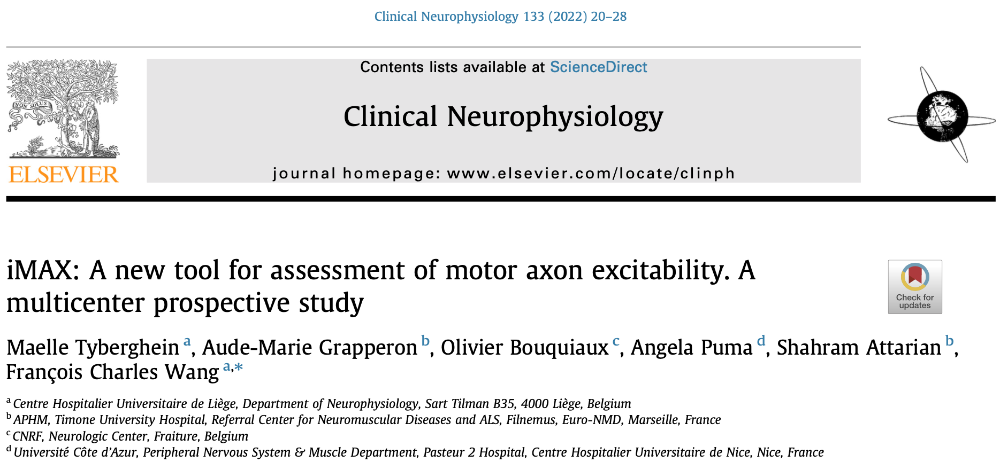 Clinical Neurophysiology 133 (2022) 20–28
Contents lists available at ScienceDirect
Clinical Neurophysiology
journal homepage: www.elsevier.com/locate/clinph
NON SOLUS
ELSEVIER
iMAX: A new tool for assessment of motor axon excitability. A
multicenter prospective study
Check for
updates
Maelle Tyberghein a, Aude-Marie Grapperon b, Olivier Bouquiaux c, Angela Puma d, Shahram Attarian b,
François Charles Wang a,*
a Centre Hospitalier Universitaire de Liège, Department of Neurophysiology, Sart Tilman B35, 4000 Liège, Belgium
b APHM, Timone University Hospital, Referral Center for Neuromuscular Diseases and ALS, Filnemus, Euro-NMD, Marseille, France
c CNRF, Neurologic Center, Fraiture, Belgium
d Université Côte d'Azur, Peripheral Nervous System & Muscle Department, Pasteur 2 Hospital, Centre Hospitalier Universitaire de Nice, Nice, France